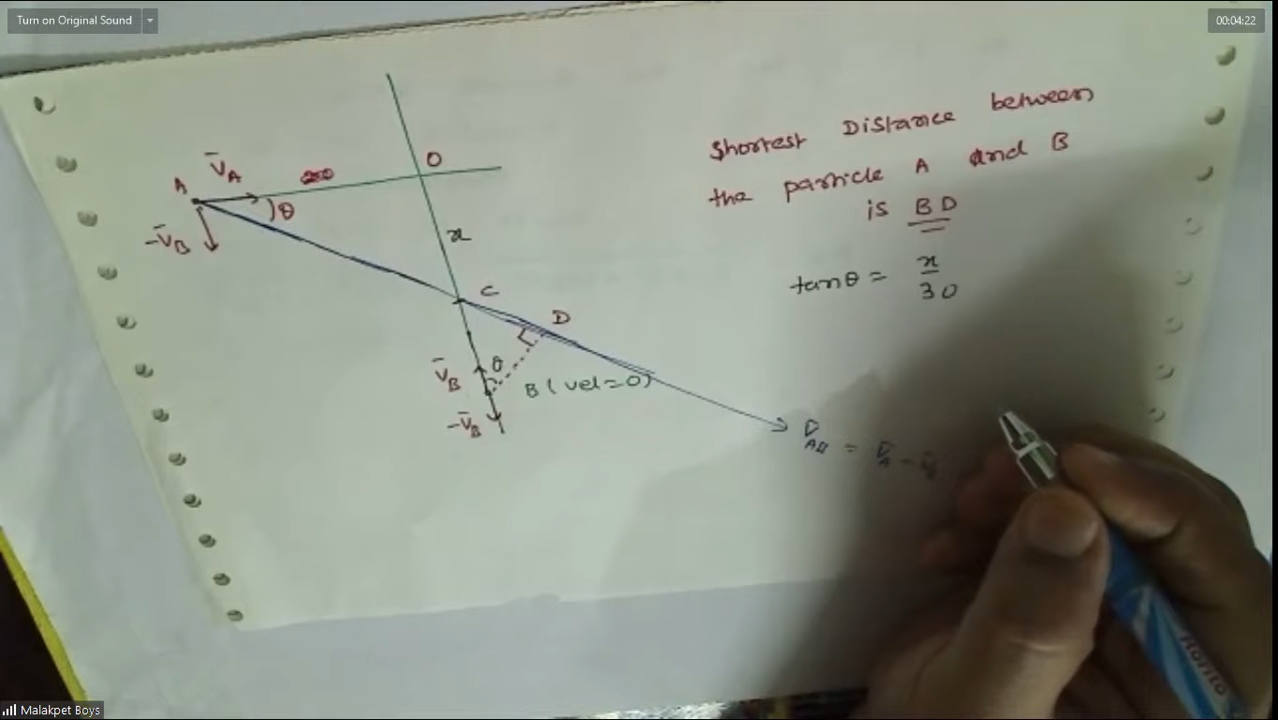 Turn on Original Sound
00:04:22
Shortest Distance between
the particle A and B
is BD
tanθ = x
30
A
V̄A
O
θ
-V̄B
x
C
D
V̄B
θ
B (vel=0)
-V̄B
V̄AB = V̄A -
Malakpet Boys